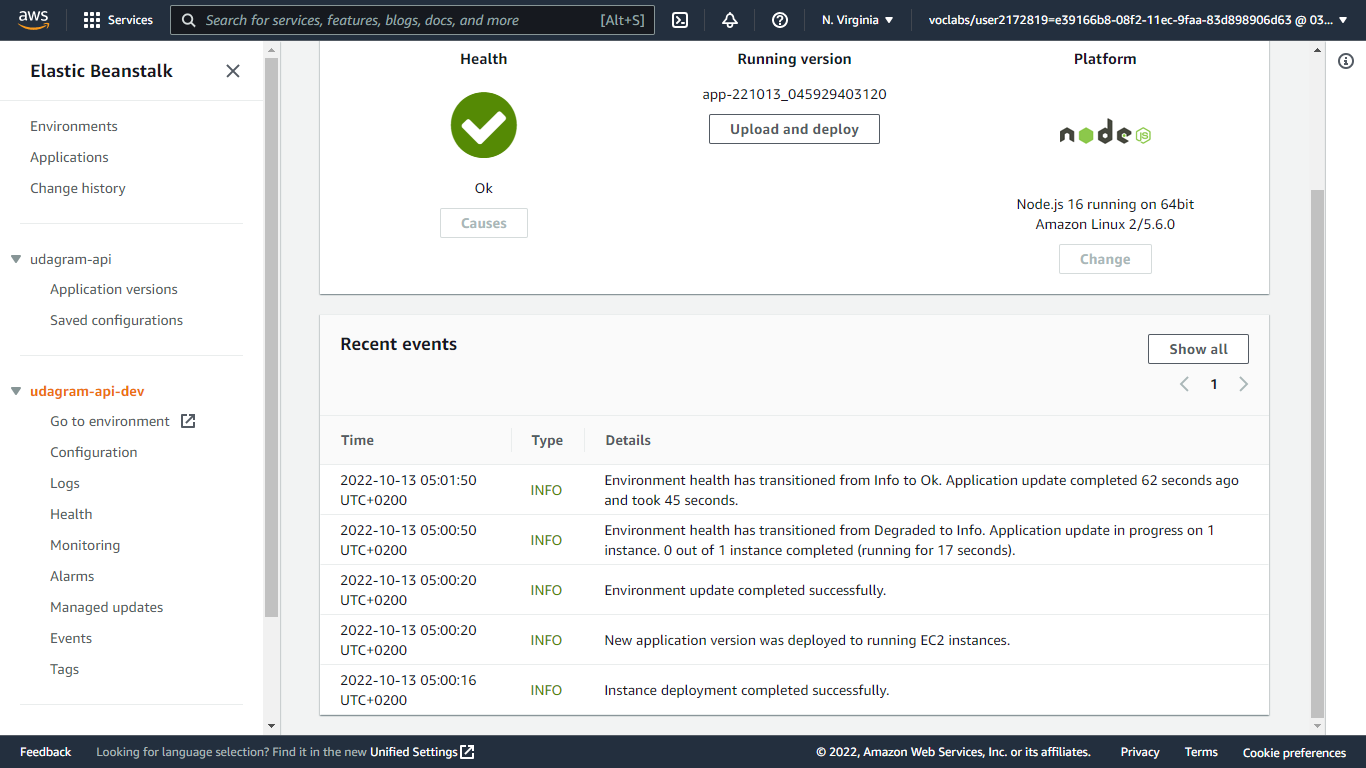 aws
Services
Search for services, features, blogs, docs, and more
[Alt+S]
N. Virginia
voclabs/user2172819=e39166b8-08f2-11ec-9faa-83d898906d63 @ 03...
Elastic Beanstalk
Environments
Applications
Change history
udagram-api
Application versions
Saved configurations
udagram-api-dev
Go to environment
Configuration
Logs
Health
Monitoring
Alarms
Managed updates
Events
Tags
Health
Ok
Causes
Running version
app-221013_045929403120
Upload and deploy
Platform
node JS
Node.js 16 running on 64bit
Amazon Linux 2/5.6.0
Change
Recent events
Show all
1
Time Type Details
2022-10-13 05:01:50
UTC+0200
INFO
Environment health has transitioned from Info to Ok. Application update completed 62 seconds ago
and took 45 seconds.
2022-10-13 05:00:50
UTC+0200
INFO
Environment health has transitioned from Degraded to Info. Application update in progress on 1
instance. 0 out of 1 instance completed (running for 17 seconds).
2022-10-13 05:00:20
UTC+0200
INFO
Environment update completed successfully.
2022-10-13 05:00:20
UTC+0200
INFO
New application version was deployed to running EC2 instances.
2022-10-13 05:00:16
UTC+0200
INFO
Instance deployment completed successfully.
Feedback
Looking for language selection? Find it in the new Unified Settings
© 2022, Amazon Web Services, Inc. or its affiliates.
Privacy
Terms
Cookie preferences